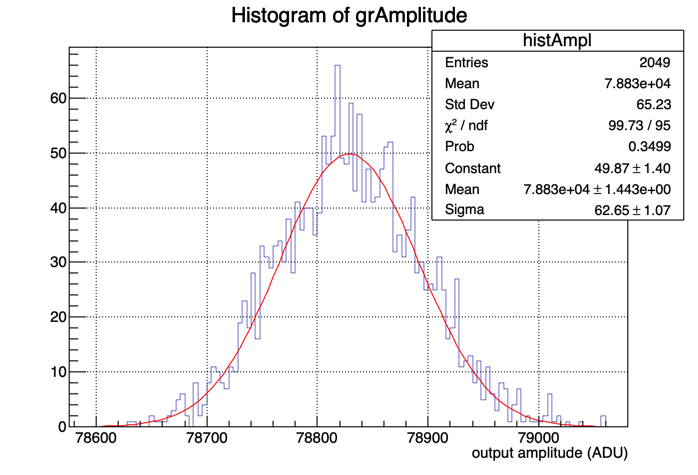 Histogram of grAmplitude
histAmpl
Entries 2049
Mean 7.883e+04
Std Dev 65.23
χ² / ndf 99.73 / 95
Prob 0.3499
Constant 49.87 ± 1.40
Mean 7.883e+04 ± 1.443e+00
Sigma 62.65 ± 1.07
60
50
40
30
20
10
0
78600 78700 78800 78900 79000
output amplitude (ADU)